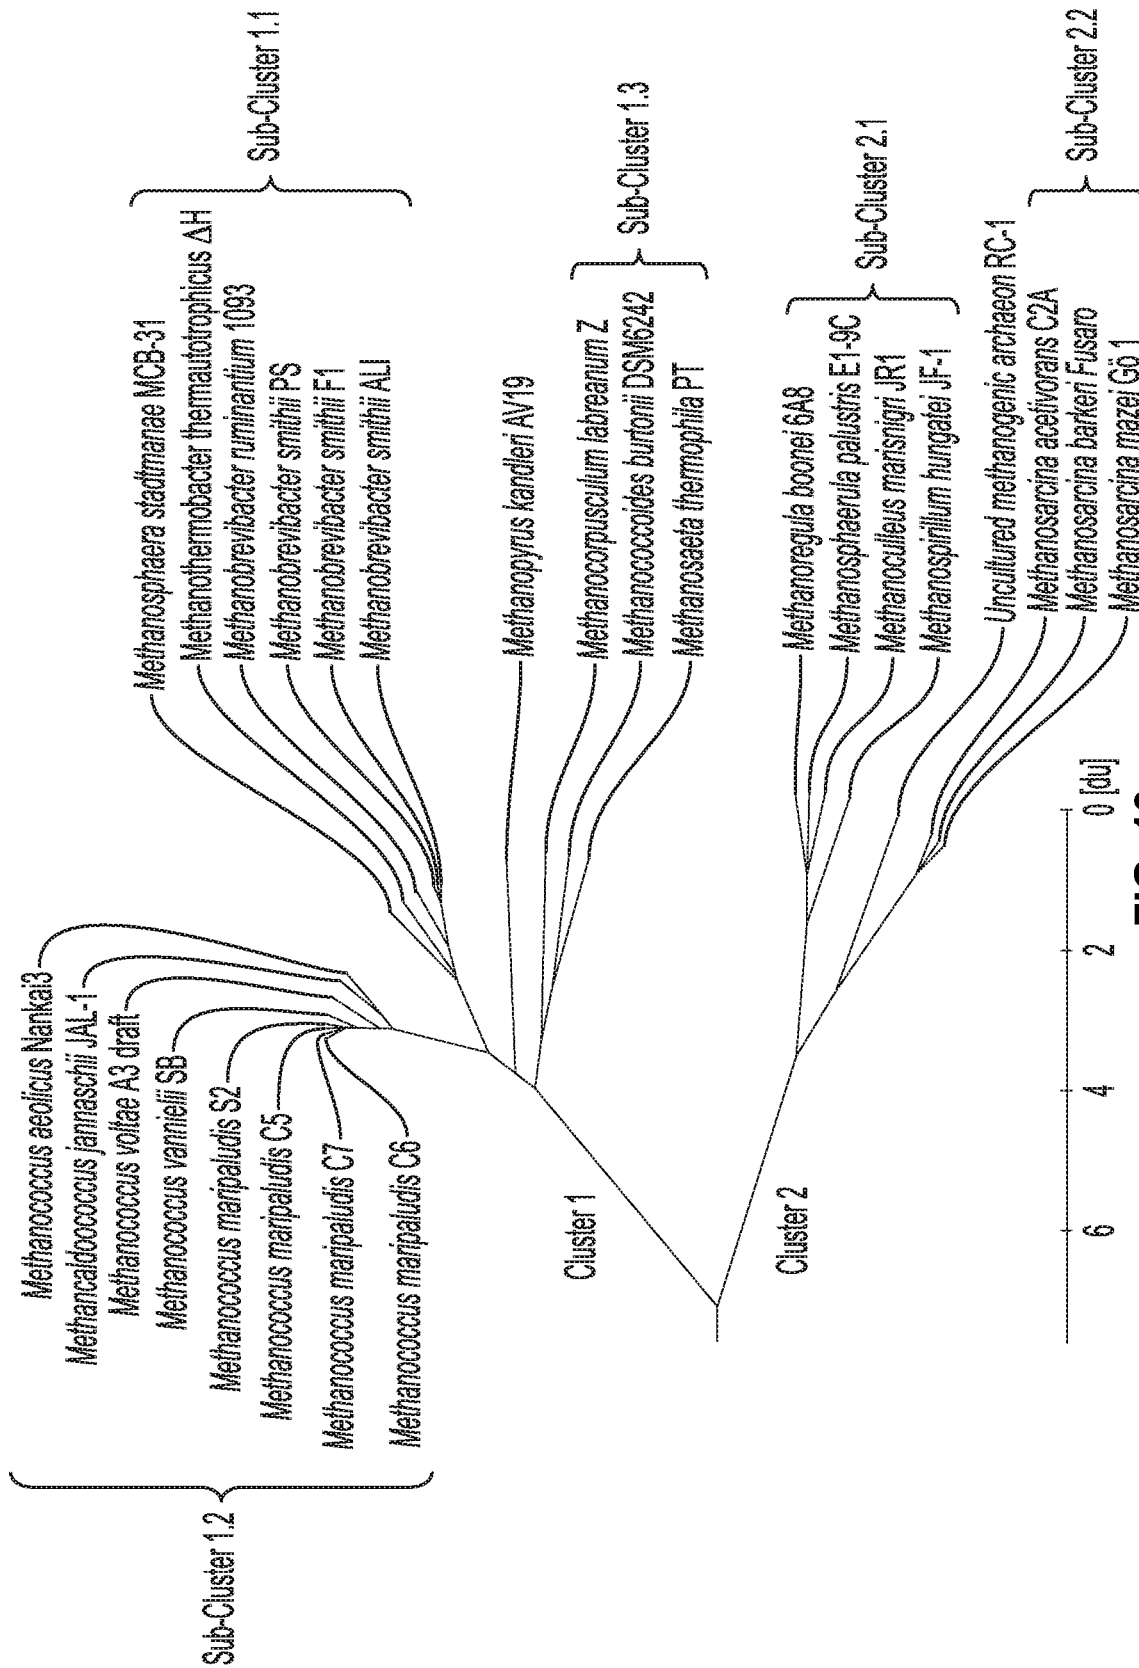 Sub-Cluster 1.2
Methanococcus aeolicus Nankai3
Methancaldococcus jannaschii JAL-1
Methanococcus voltae A3 draft
Methanococcus vannielii SB
Methanococcus maripaludis S2
Methanococcus maripaludis C5
Methanococcus maripaludis C7
Methanococcus maripaludis C6
Methanosphaera stadtmanae MCB-31
Methanothermobacter thermautotrophicus ΔH
Methanobrevibacter ruminantium 1093
Methanobrevibacter smithii PS
Methanobrevibacter smithii F1
Methanobrevibacter smithii ALI
Sub-Cluster 1.1
Methanopyrus kandleri AV19
Methanocorpusculum labreanum Z
Methanococcoides burtonii DSM6242
Methanosaeta thermophila PT
Sub-Cluster 1.3
Cluster 1
Cluster 2
Methanoregula boonei 6A8
Methanosphaerula palustris E1-9C
Methanoculleus marisnigri JR1
Methanospirillum hungatei JF-1
Sub-Cluster 2.1
Uncultured methanogenic archaeon RC-1
Methanosarcina acetivorans C2A
Methanosarcina barkeri Fusaro
Methanosarcina mazei Gö 1
Sub-Cluster 2.2
6 4 2 0 [du]